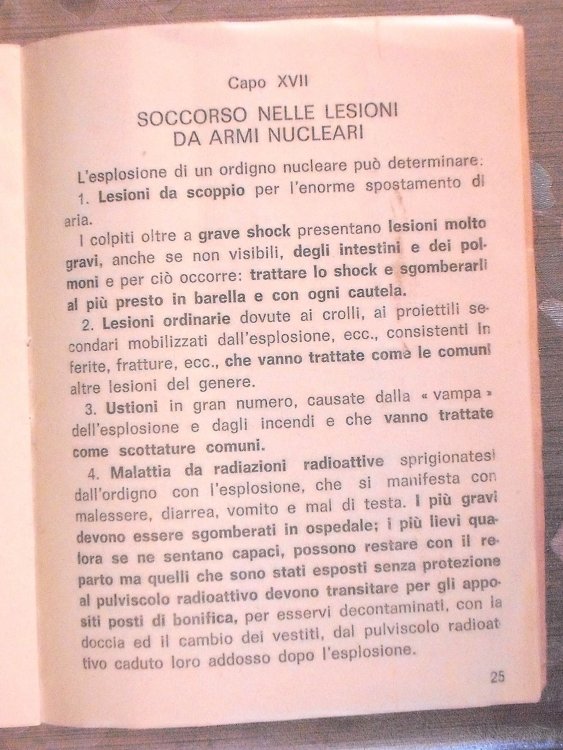 Capo XVII
SOCCORSO NELLE LESIONI
DA ARMI NUCLEARI
L'esplosione di un ordigno nucleare può determinare:
1. Lesioni da scoppio per l'enorme spostamento di
aria.
I colpiti oltre a grave shock presentano lesioni molto
gravi, anche se non visibili, degli intestini e dei pol-
moni e per ciò occorre: trattare lo shock e sgomberarli
al più presto in barella e con ogni cautela.
2. Lesioni ordinarie dovute ai crolli, ai proiettili se-
condari mobilizzati dall'esplosione, ecc., consistenti in
ferite, fratture, ecc., che vanno trattate come le comuni
altre lesioni del genere.
3. Ustioni in gran numero, causate dalla « vampa »
dell'esplosione e dagli incendi e che vanno trattate
come scottature comuni.
4. Malattia da radiazioni radioattive sprigionatesi
dall'ordigno con l'esplosione, che si manifesta con
malessere, diarrea, vomito e mal di testa. I più gravi
devono essere sgomberati in ospedale; i più lievi qua-
lora se ne sentano capaci, possono restare con il re-
parto ma quelli che sono stati esposti senza protezione
al pulviscolo radioattivo devono transitare per gli appo-
siti posti di bonifica, per esservi decontaminati, con la
doccia ed il cambio dei vestiti, dal pulviscolo radioat
tivo caduto loro addosso dopo l'esplosione.
25